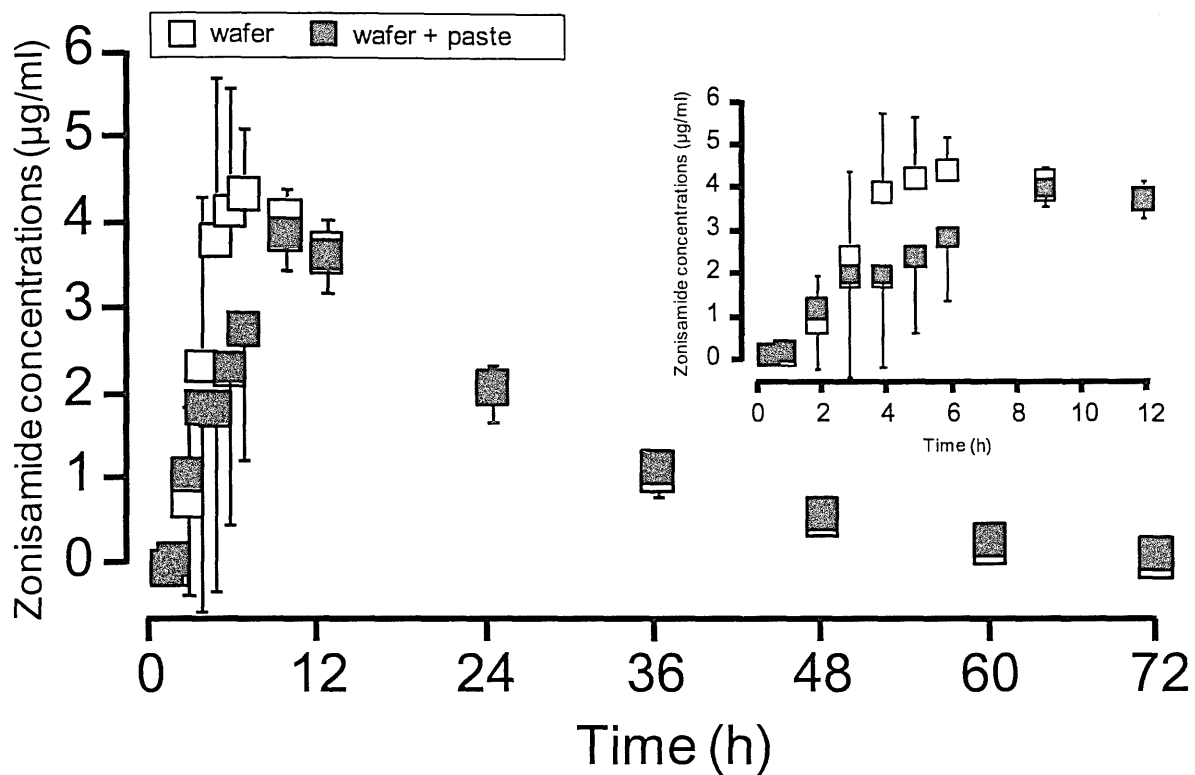 wafer wafer + paste
Zonisamide concentrations (µg/ml)
6
5
4
3
2
1
0
0 12 24 36 48 60 72
Time (h)
Zonisamide concentrations (µg/ml)
6
5
4
3
2
1
0
0 2 4 6 8 10 12
Time (h)